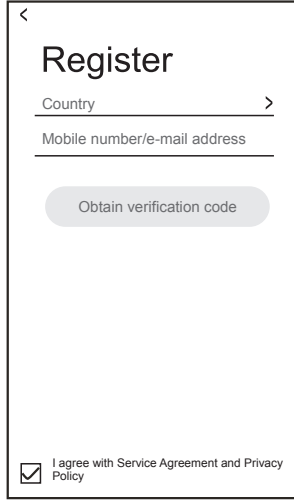 Register
Country
Mobile number/e-mail address
Obtain verification code
I agree with Service Agreement and Privacy
Policy